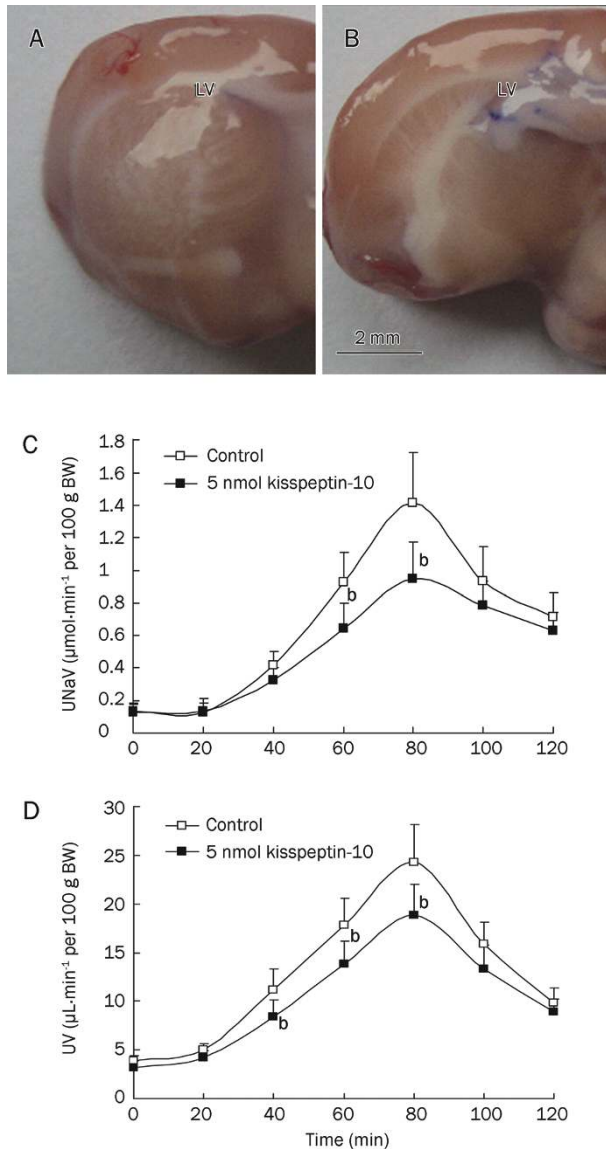 A
LV
B
LV
2 mm
C
UNaV (µmol·min⁻¹ per 100 g BW)
1.8
1.6
1.4
1.2
1
0.8
0.6
0.4
0.2
0
Control
5 nmol kisspeptin-10
b
b
0 20 40 60 80 100 120
D
UV (µL·min⁻¹ per 100 g BW)
30
25
20
15
10
5
0
Control
5 nmol kisspeptin-10
b
b
b
0 20 40 60 80 100 120
Time (min)